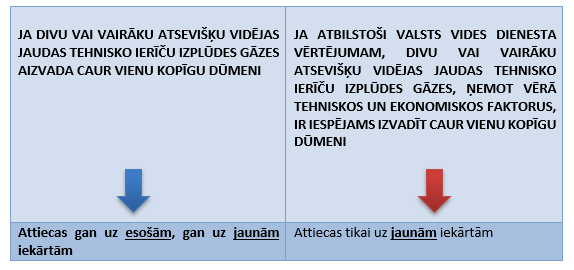 JA DIVU VAI VAIRĀKU ATSEVIŠĶU VIDĒJAS
JAUDAS TEHNISKO IERĪČU IZPLŪDES GĀZES
AIZVADA CAUR VIENU KOPĪGU DŪMENI
JA ATBILSTOŠI VALSTS VIDES DIENESTA
VĒRTĒJUMAM, DIVU VAI VAIRĀKU
ATSEVIŠĶU VIDĒJAS JAUDAS TEHNISKO
IERĪČU IZPLŪDES GĀZES, ŅEMOT VĒRĀ
TEHNISKOS UN EKONOMISKOS FAKTORUS,
IR IESPĒJAMS IZVADĪT CAUR VIENU KOPĪGU
DŪMENI
Attiecas gan uz esošām, gan uz jaunām
iekārtām
Attiecas tikai uz jaunām iekārtām